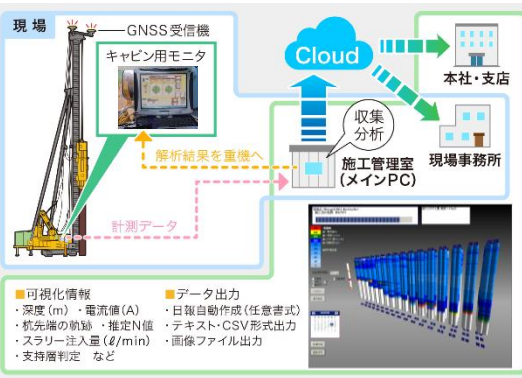 現場
GNSS受信機
キャビン用モニタ
Cloud
本社・支店
収集
分析
解析結果を重機へ
施工管理室
(メインPC)
現場事務所
計測データ
■可視化情報
・深度(m) ・電流値(A)
・杭先端の軌跡 ・推定N値
・スラリー注入量(ℓ/min)
・支持層判定 など
■データ出力
・日報自動作成(任意書式)
・テキスト・CSV形式出力
・画像ファイル出力